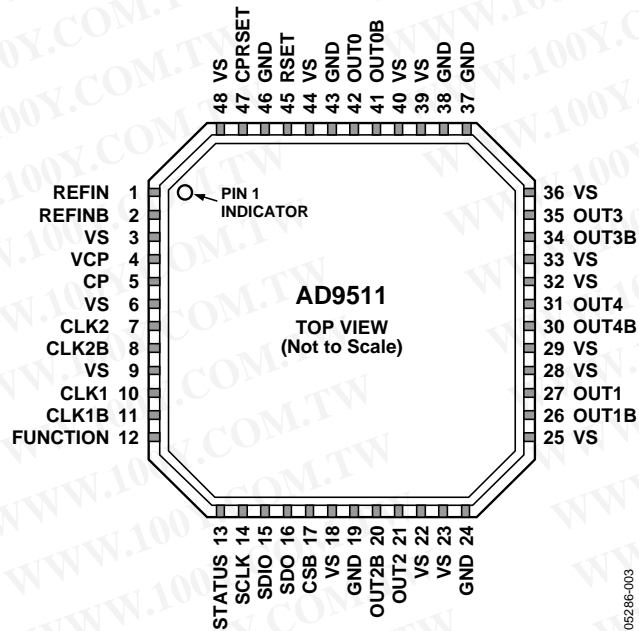 48 VS
47 CPRSET
46 GND
45 RSET
44 VS
43 GND
42 OUT0
41 OUT0B
40 VS
39 VS
38 GND
37 GND
REFIN 1
REFINB 2
VS 3
VCP 4
CP 5
VS 6
CLK2 7
CLK2B 8
VS 9
CLK1 10
CLK1B 11
FUNCTION 12
PIN 1
INDICATOR
AD9511
TOP VIEW
(Not to Scale)
36 VS
35 OUT3
34 OUT3B
33 VS
32 VS
31 OUT4
30 OUT4B
29 VS
28 VS
27 OUT1
26 OUT1B
25 VS
STATUS 13
SCLK 14
SDIO 15
SDO 16
CSB 17
VS 18
GND 19
OUT2B 20
OUT2 21
VS 22
VS 23
GND 24
05286-003
WWW.100Y.COM.TW